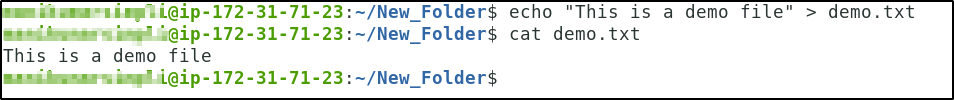 @ip-172-31-71-23:~/New_Folder$ echo "This is a demo file" > demo.txt
@ip-172-31-71-23:~/New_Folder$ cat demo.txt
This is a demo file
@ip-172-31-71-23:~/New_Folder$